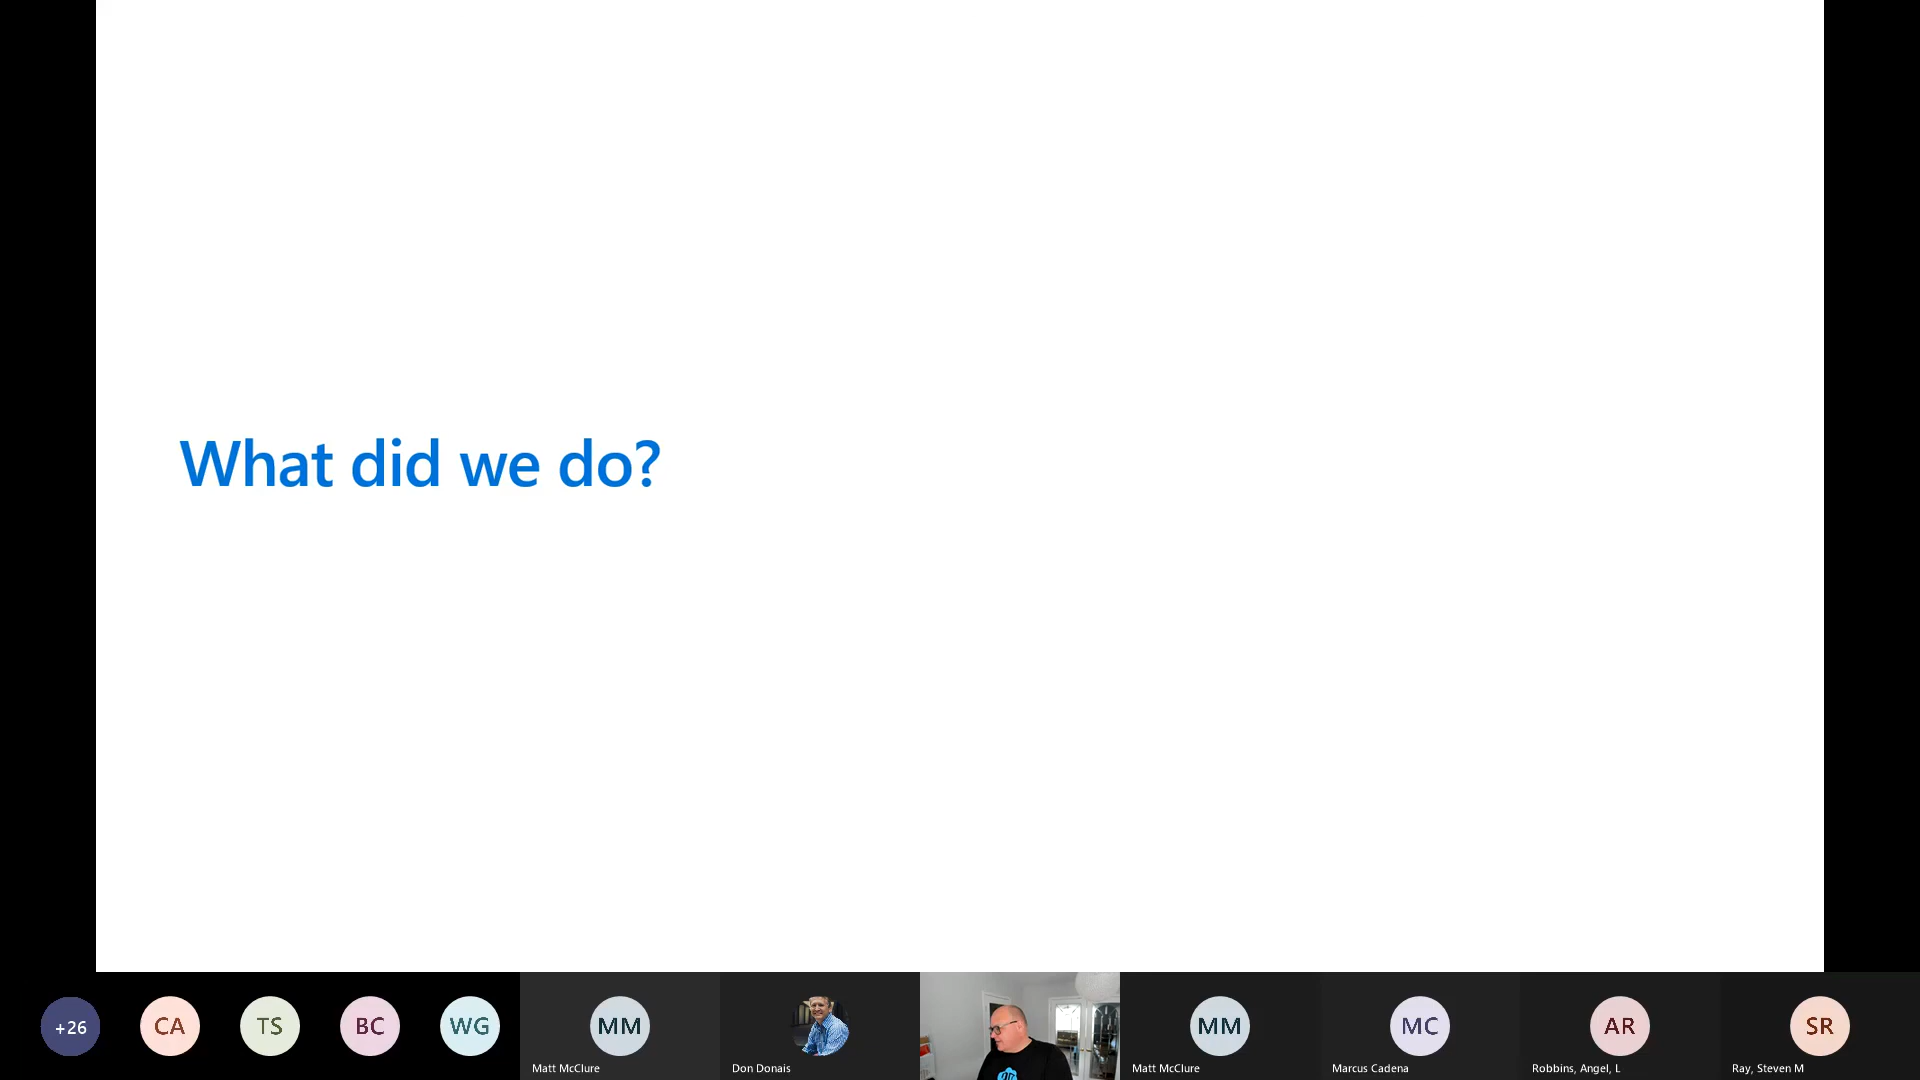 What did we do?
+26
CA
TS
BC
WG
MM
Matt McClure
Don Donais
MM
Matt McClure
MC
Marcus Cadena
AR
Robbins, Angel, L
SR
Ray, Steven M